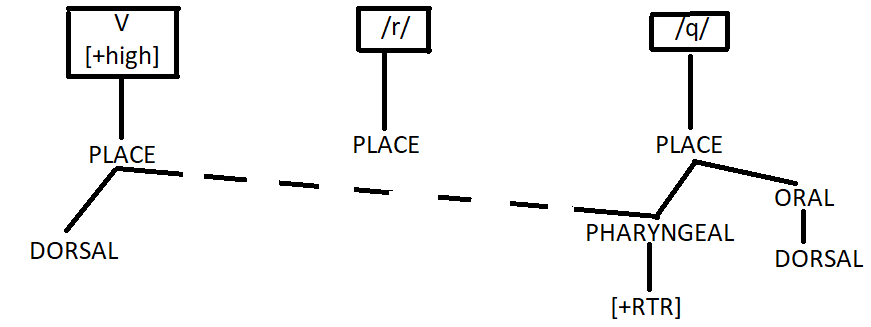 V
[+high]
/r/
/q/
PLACE
PLACE
PLACE
DORSAL
PHARYNGEAL
ORAL
DORSAL
[+RTR]